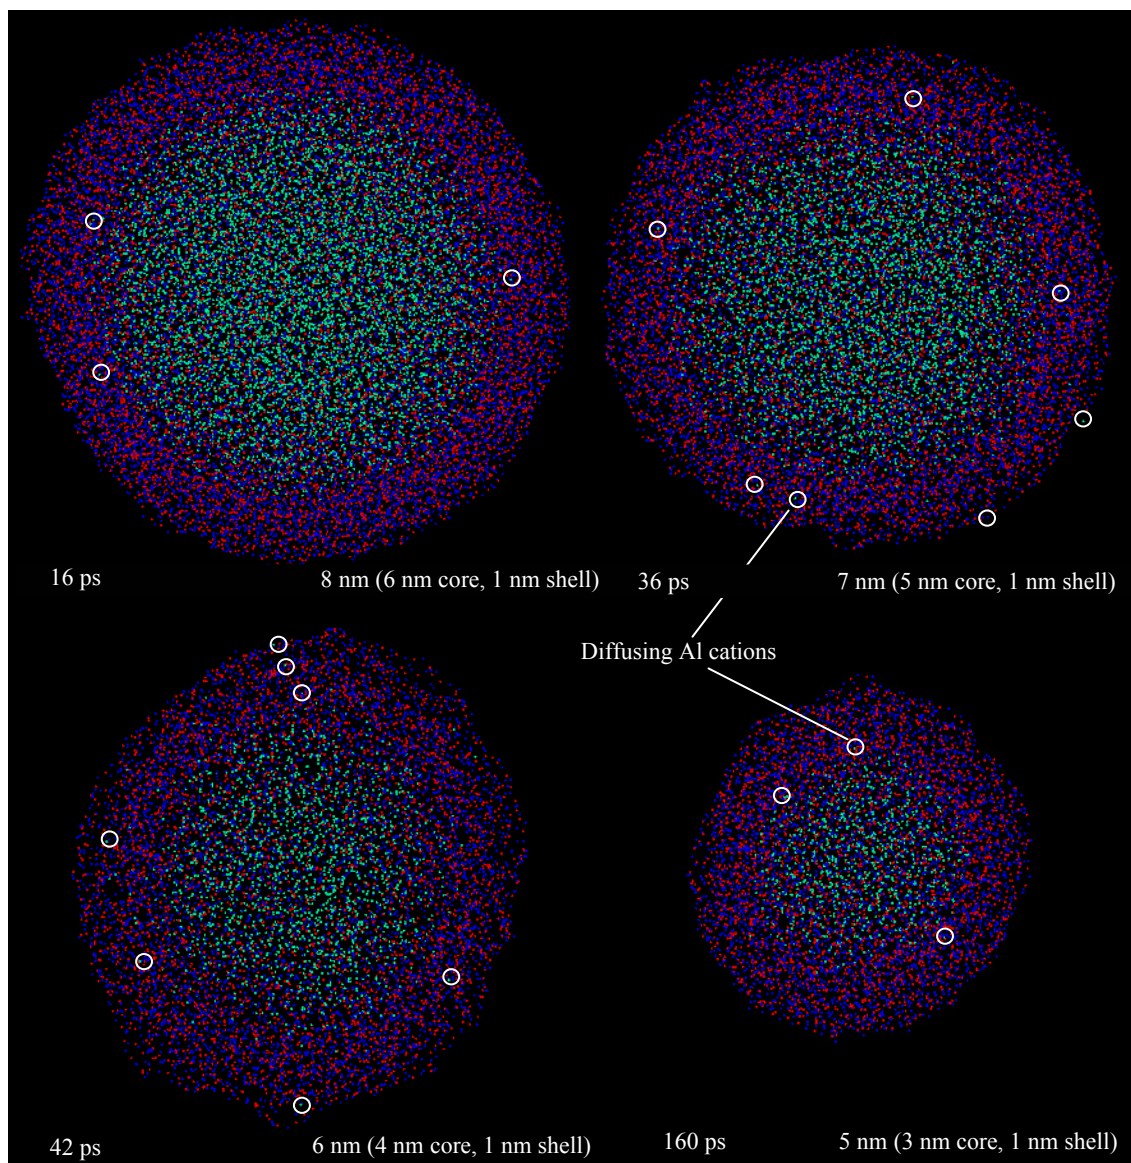 16 ps
8 nm (6 nm core, 1 nm shell)
36 ps
7 nm (5 nm core, 1 nm shell)
Diffusing Al cations
42 ps
6 nm (4 nm core, 1 nm shell)
160 ps
5 nm (3 nm core, 1 nm shell)